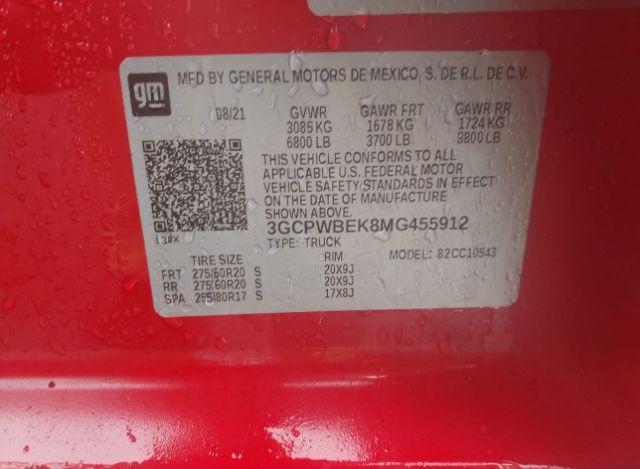 gm
MFD BY GENERAL MOTORS DE MEXICO, S. DE R.L. DE C.V.
08/21 GVWR GAWR FRT GAWR RR
3085 KG 1678 KG 1724 KG
6800 LB 3700 LB 3800 LB
THIS VEHICLE CONFORMS TO ALL
APPLICABLE U.S. FEDERAL MOTOR
VEHICLE SAFETY STANDARDS IN EFFECT
ON THE DATE OF MANUFACTURE
SHOWN ABOVE.
3GCPWBEK8MG455912
TYPE: TRUCK MODEL: 82CC10543
TIRE SIZE RIM
FRT 275/60R20 S 20X9J
RR 275/60R20 S 20X9J
SPA 255/80R17 S 17X8J